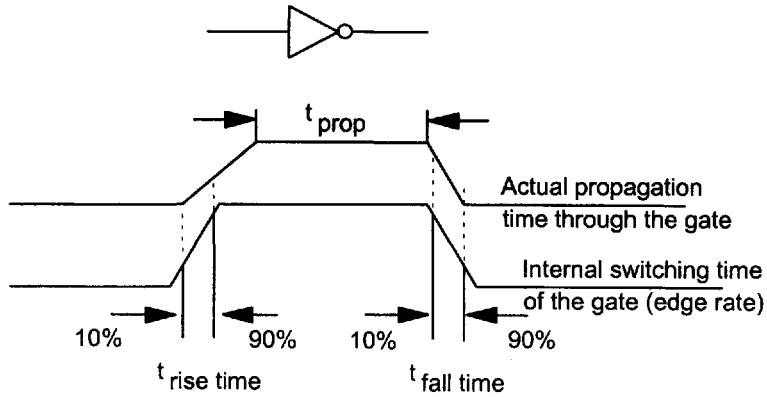 t prop
Actual propagation
time through the gate
Internal switching time
of the gate (edge rate)
10% 90% 10% 90%
t rise time t fall time